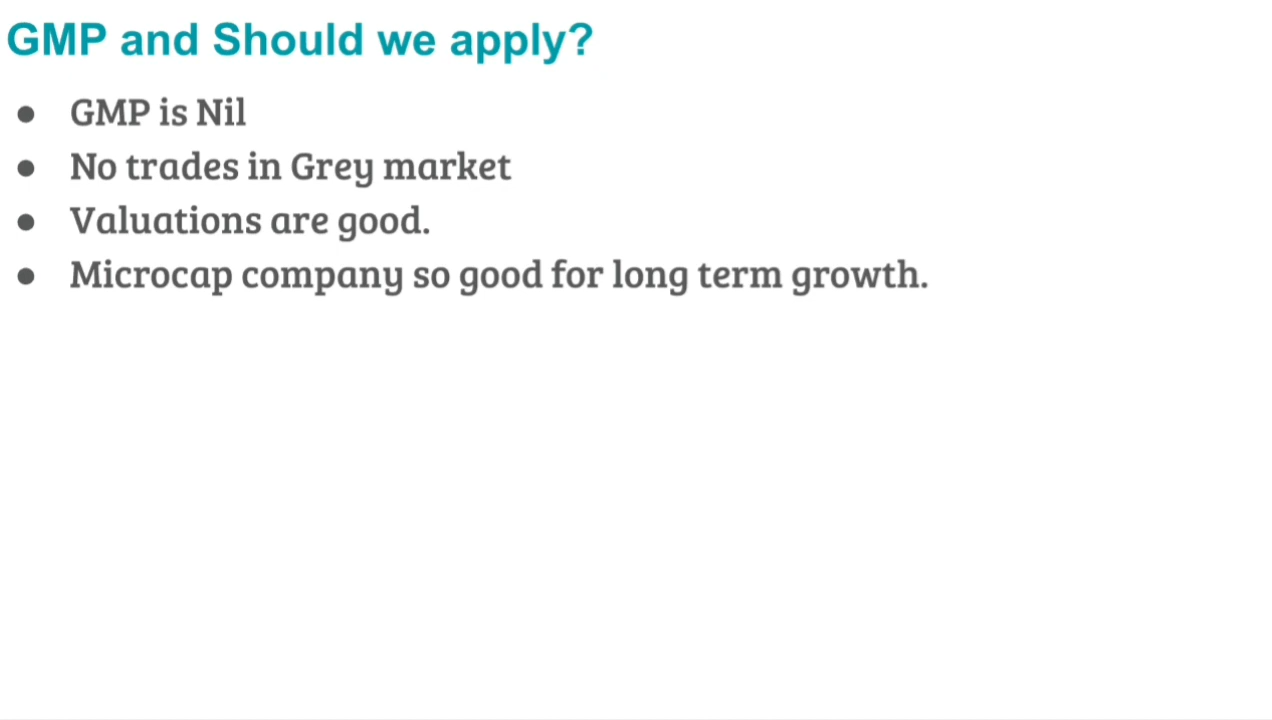 GMP and Should we apply?
● GMP is Nil
● No trades in Grey market
● Valuations are good.
● Microcap company so good for long term growth.